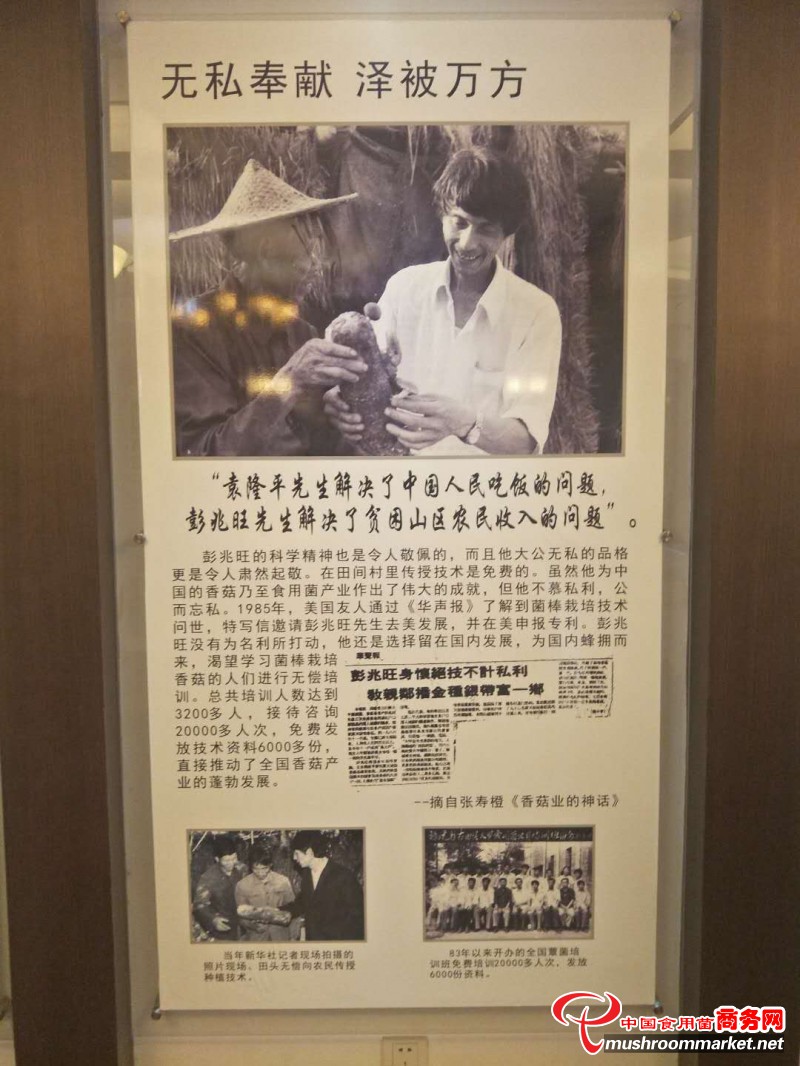 无私奉献 泽被万方
“袁隆平先生解决了中国人民吃饭的问题，
彭兆旺先生解决了贫困山区农民收入的问题”。
彭兆旺的科学精神也是令人敬佩的，而且他大公无私的品格
更是令人肃然起敬。在田间村里传授技术是免费的。虽然他为中
国的香菇乃至食用菌产业作出了伟大的成就，但他不慕私利，公
而忘私。1985年，美国友人通过《华声报》了解到菌棒栽培技术
问世，特写信邀请彭兆旺先生去美发展，并在美申报专利。彭兆
旺没有为名利所打动，他还是选择留在国内发展，为国内蜂拥而
来，渴望学习菌棒栽培
香菇的人们进行无偿培
训。总共培训人数达到
3200多人，接待咨询
20000多人次，免费发
放技术资料6000多份，
直接推动了全国香菇产
业的蓬勃发展。
彭兆旺身懷絕技不計私利
教親鄰播金種銀帶富一鄉
--摘自张寿橙《香菇业的神话》
当年新华社记者现场拍摄的
照片现场、田头无偿向农民传授
种植技术。
83年以来开办的全国蕈菌培
训班免费培训20000多人次、发放
6000份资料。
中国食用菌商务网
mushroommarket.net